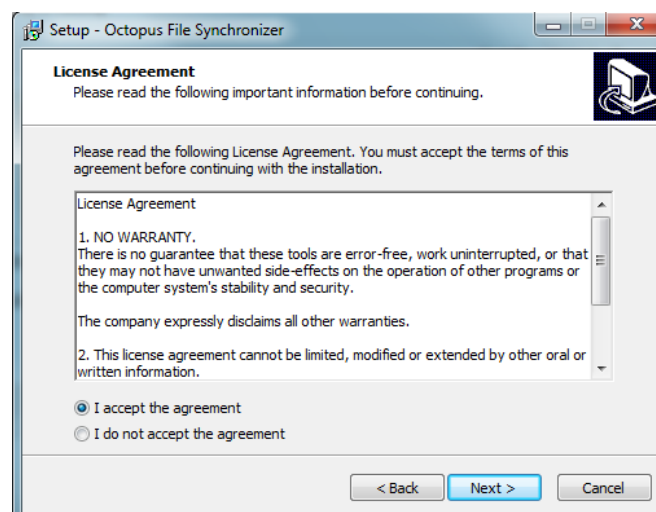 Setup - Octopus File Synchronizer
License Agreement
Please read the following important information before continuing.
Please read the following License Agreement. You must accept the terms of this
agreement before continuing with the installation.
License Agreement
1. NO WARRANTY.
There is no guarantee that these tools are error-free, work uninterrupted, or that
they may not have unwanted side-effects on the operation of other programs or
the computer system's stability and security.
The company expressly disclaims all other warranties.
2. This license agreement cannot be limited, modified or extended by other oral or
written information.
I accept the agreement
I do not accept the agreement
< Back Next > Cancel